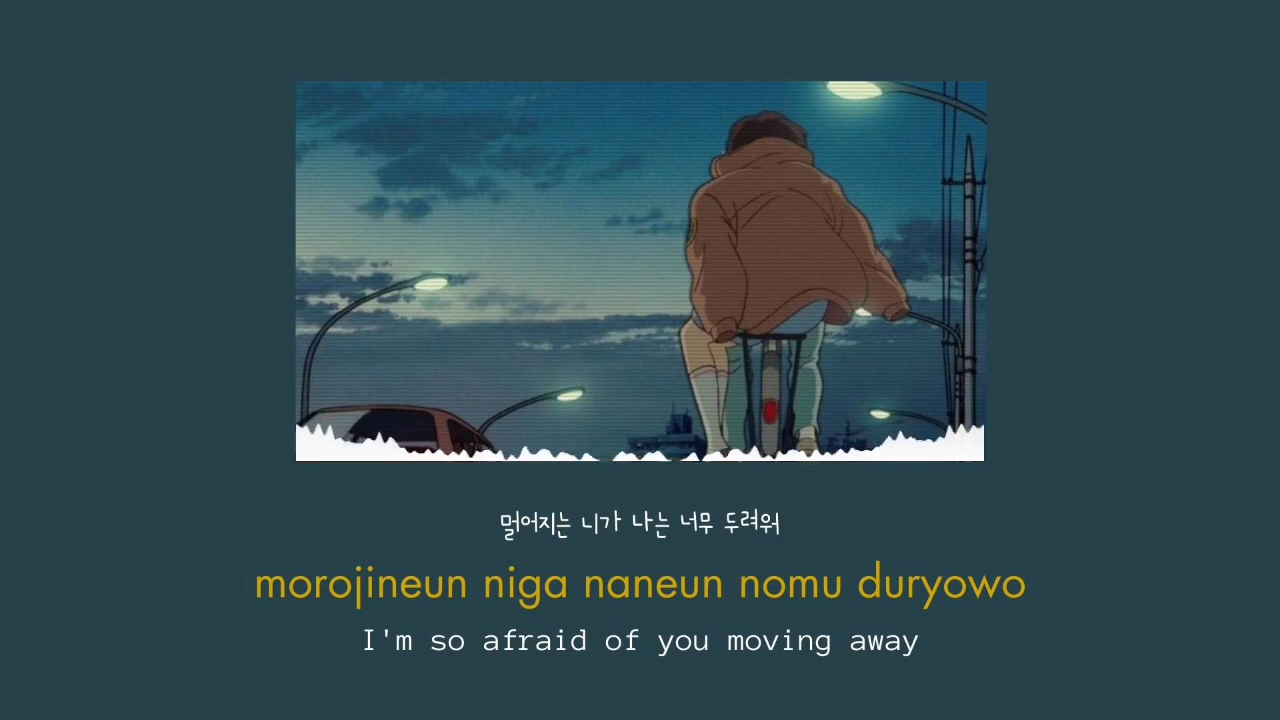 멀어지는 니가 나는 너무 두려워
morojineun niga naneun nomu duryowo
I'm so afraid of you moving away